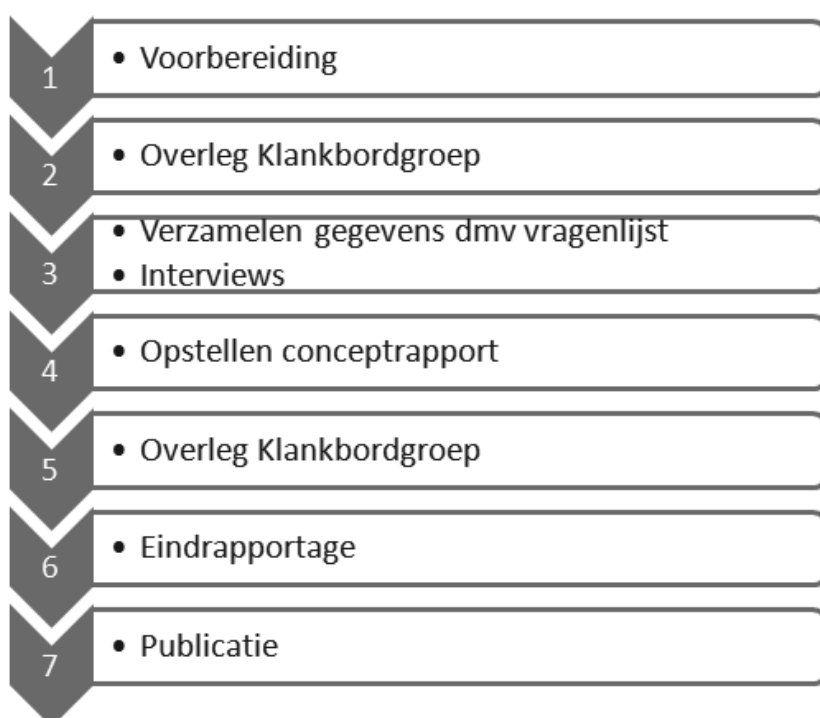 1
• Voorbereiding
2
• Overleg Klankbordgroep
3
• Verzamelen gegevens dmv vragenlijst
• Interviews
4
• Opstellen conceptrapport
5
• Overleg Klankbordgroep
6
• Eindrapportage
7
• Publicatie